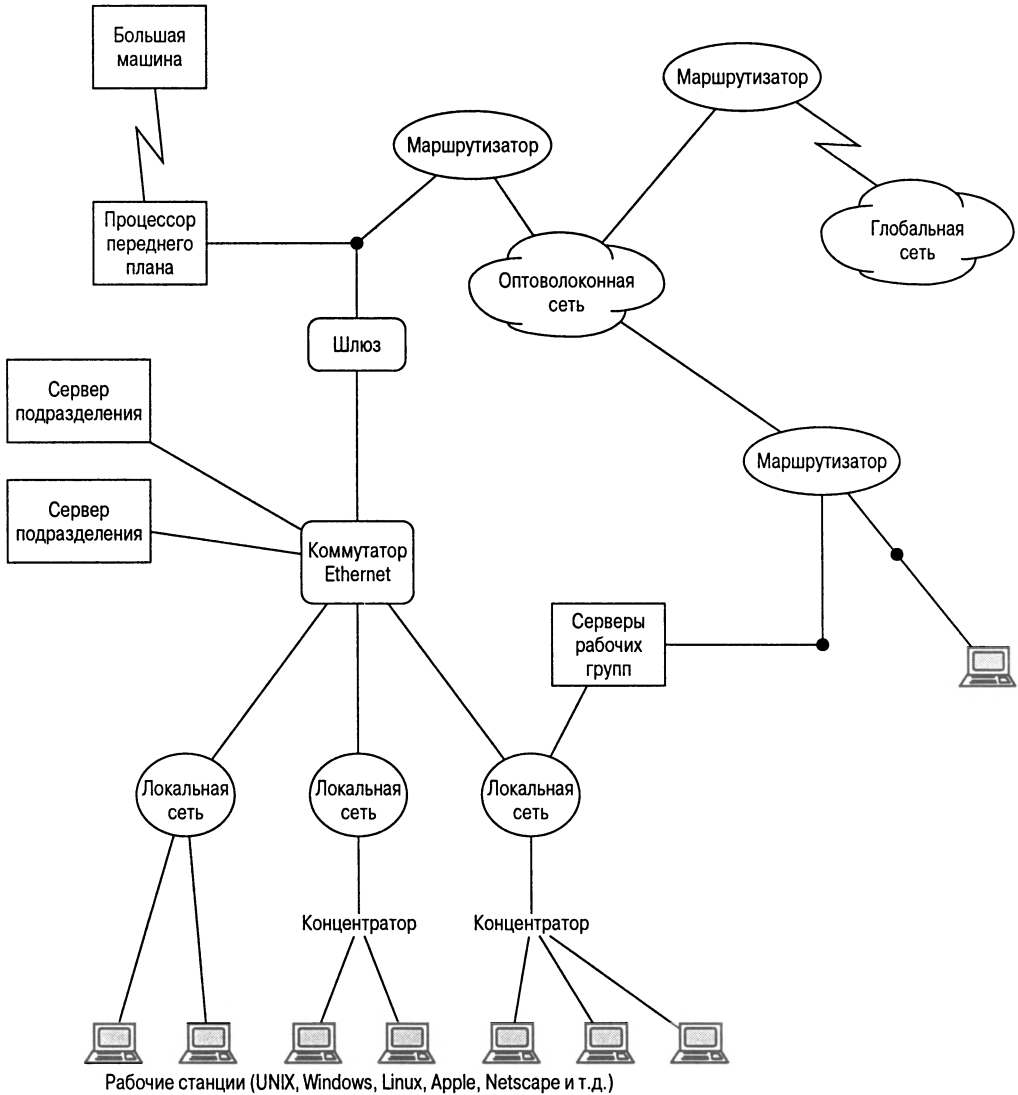 Большая
машина
Маршрутизатор
Маршрутизатор
Процессор
переднего
плана
Глобальная
сеть
Оптоволоконная
сеть
Шлюз
Сервер
подразделения
Маршрутизатор
Сервер
подразделения
Коммутатор
Ethernet
Серверы
рабочих
групп
Локальная
сеть
Локальная
сеть
Локальная
сеть
Концентратор
Концентратор
Рабочие станции (UNIX, Windows, Linux, Apple, Netscape и т.д.)